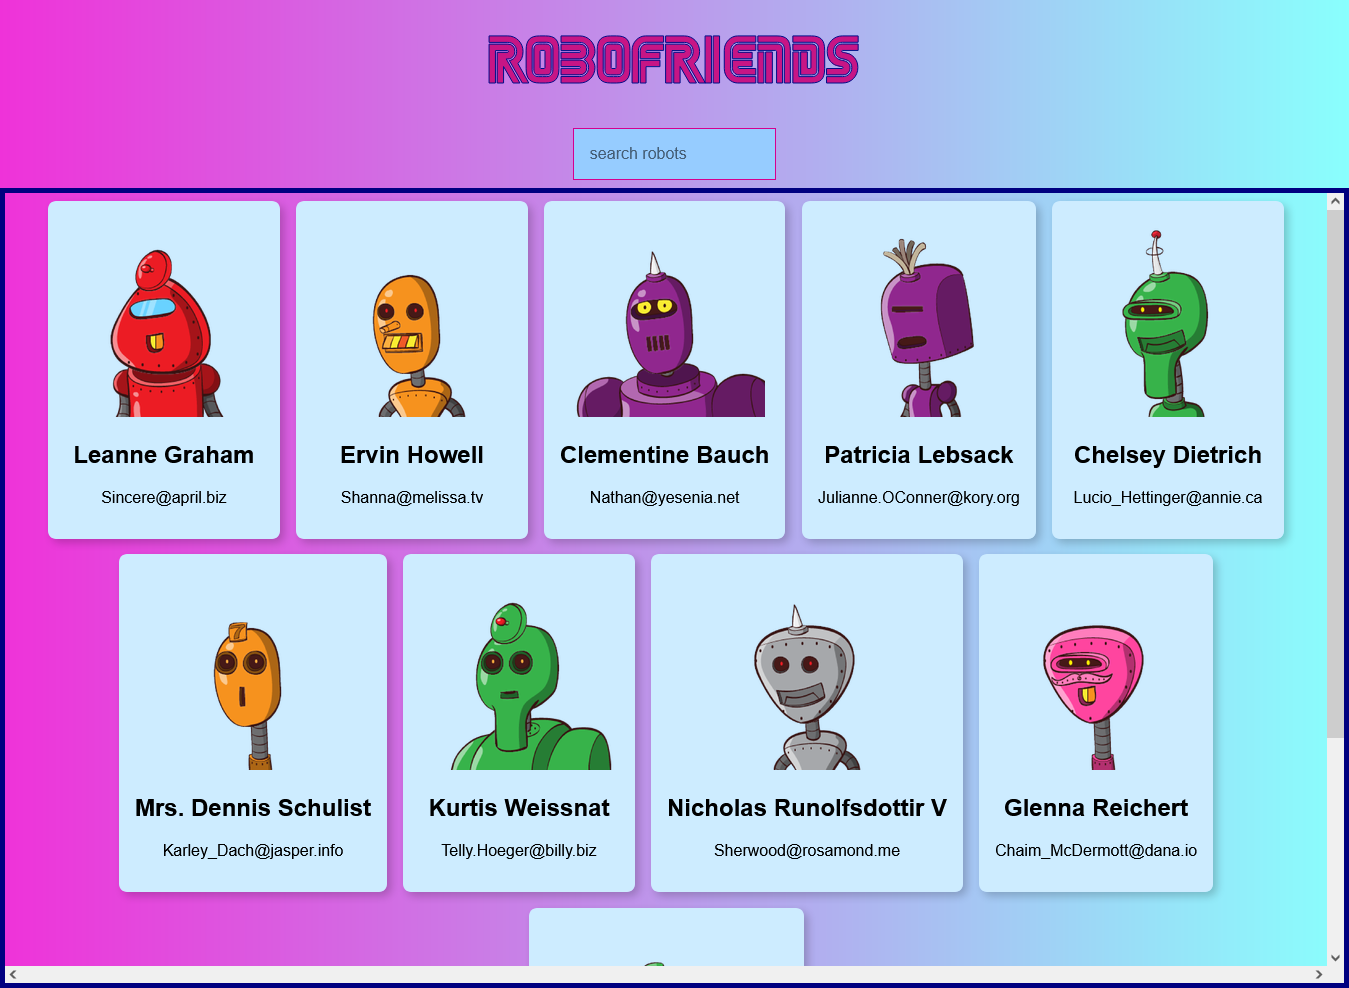 ROBOFRIENDS
search robots
Leanne Graham
Sincere@april.biz
Ervin Howell
Shanna@melissa.tv
Clementine Bauch
Nathan@yesenia.net
Patricia Lebsack
Julianne.OConner@kory.org
Chelsey Dietrich
Lucio_Hettinger@annie.ca
7
Mrs. Dennis Schulist
Karley_Dach@jasper.info
Kurtis Weissnat
Telly.Hoeger@billy.biz
Nicholas Runolfsdottir V
Sherwood@rosamond.me
Glenna Reichert
Chaim_McDermott@dana.io